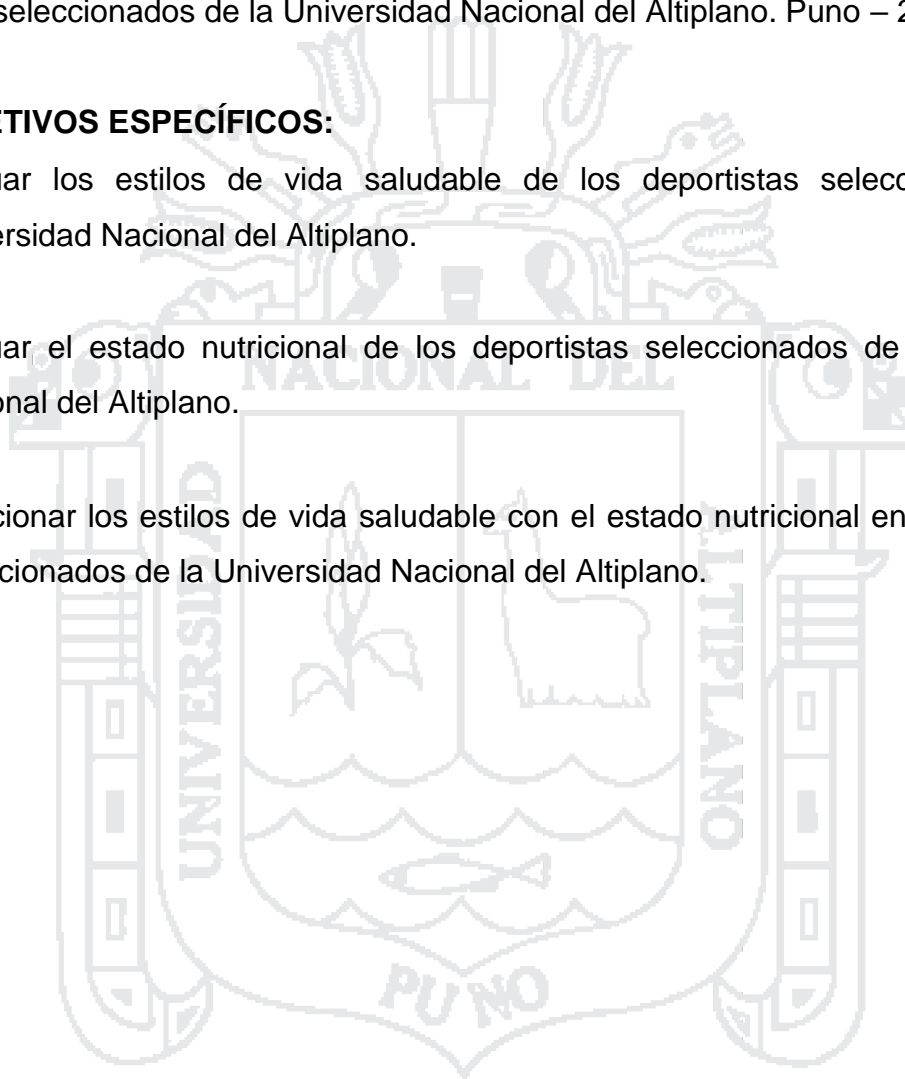 seleccionados de la Universidad Nacional del Altiplano. Puno – 2
ETIVOS ESPECÍFICOS:
uar los estilos de vida saludable de los deportistas selecc
ersidad Nacional del Altiplano.
uar el estado nutricional de los deportistas seleccionados de
onal del Altiplano.
cionar los estilos de vida saludable con el estado nutricional en
cionados de la Universidad Nacional del Altiplano.
NACIONAL DEL
UNIVERSIDAD
ALTIPLANO
PUNO